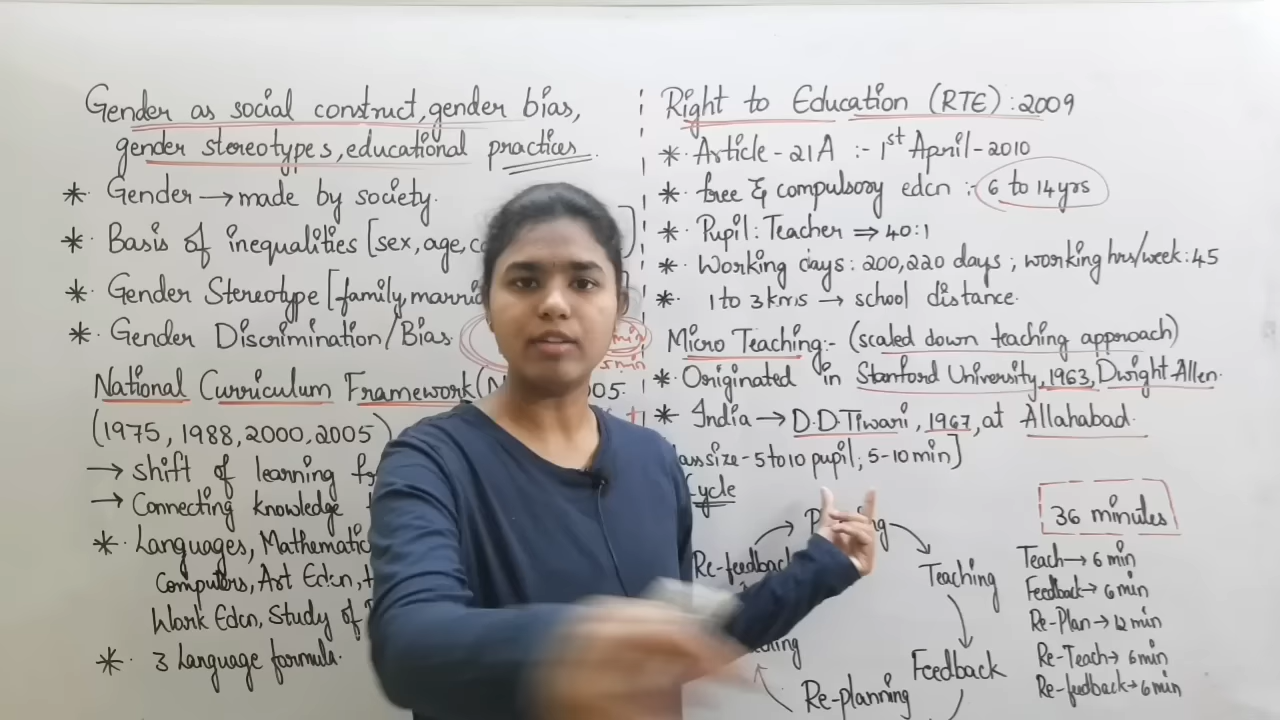 Gender as social construct, gender bias,
gender stereotypes, educational practices.
* Gender → made by society.
* Basis of inequalities [sex, age,
* Gender Stereotype [family,
* Gender Discrimination/Bias
min
5 min
National Curriculum Framework 2005.
(1975, 1988, 2000, 2005)
→ shift of learning
→ Connecting knowledge
* Languages,
Computers, Art Edcn,
Work Edcn, Study of
* 3 Language formula.
Right to Education (RTE) : 2009
* Article - 21A :- 1st April - 2010
* free & compulsory edcn :- 6 to 14 yrs
* Pupil : Teacher ⇒ 40:1
* Working days : 200, 220 days ; working hrs/week : 45
* 1 to 3 kms → school distance.
Micro Teaching:- (scaled down teaching approach)
* Originated in Stanford University, 1963, Dwight Allen.
* India → D.D Tiwari, 1967, at Allahabad.
size - 5 to 10 pupil; 5-10 min]
Cycle
36 minutes
Re-feedback
Teaching
Feedback
Re-planning
Teach → 6 min
Feedback → 6 min
Re-Plan → 12 min
Re-Teach → 6 min
Re-feedback → 6 min